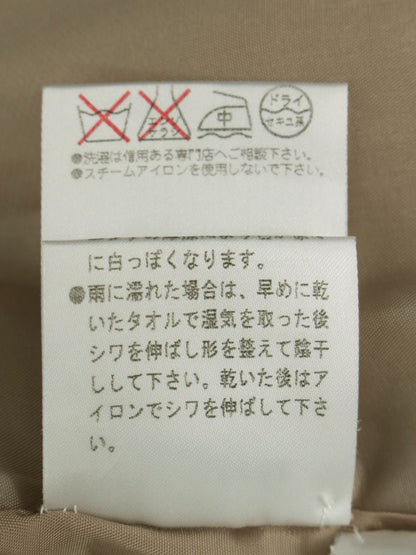 エンソ
サラシ
中
ドライ
セキユ系
●洗濯は信用ある専門店へご相談下さい。
●スチームアイロンを使用しないで下さい。
に白っぽくなります。
●雨に濡れた場合は、早めに乾
いたタオルで湿気を取った後
シワを伸ばし形を整えて陰干
しして下さい。乾いた後はア
イロンでシワを伸ばして下さ
い。